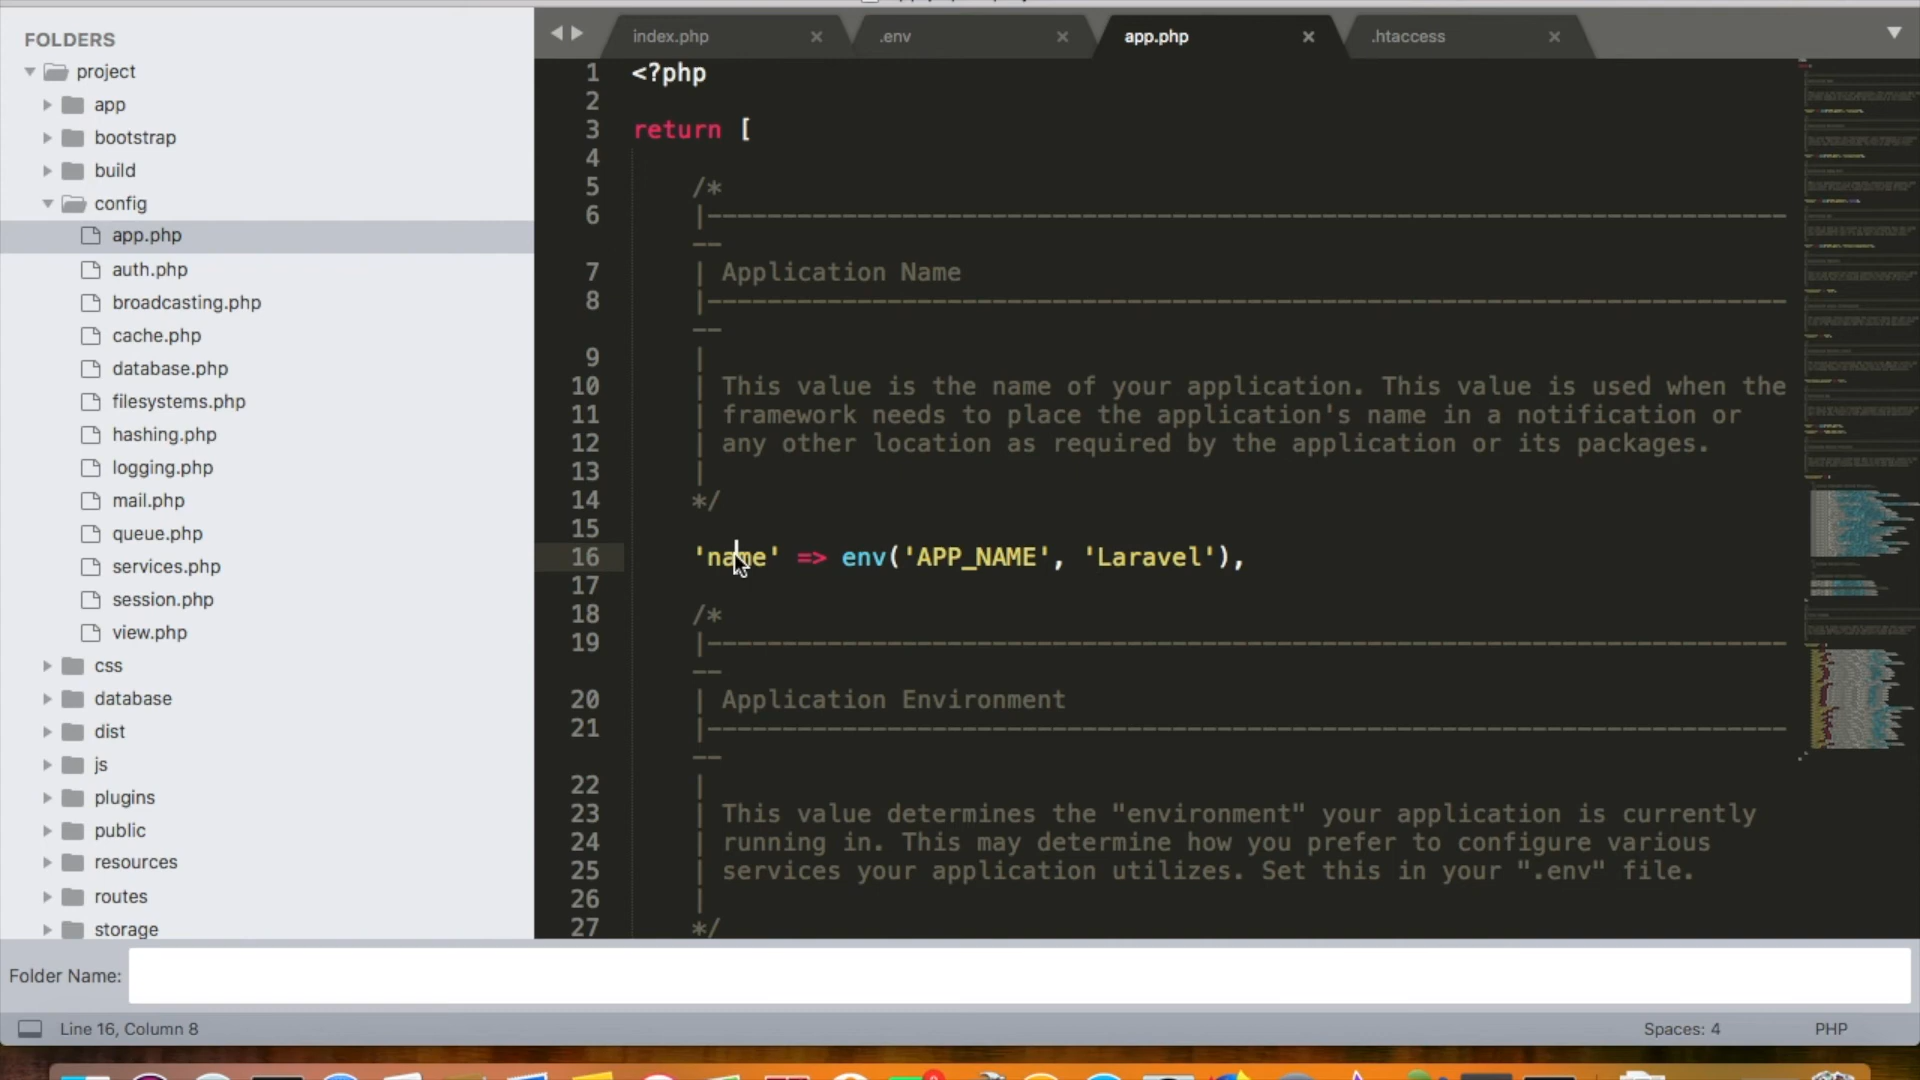 FOLDERS
project
app
bootstrap
build
config
app.php
auth.php
broadcasting.php
cache.php
database.php
filesystems.php
hashing.php
logging.php
mail.php
queue.php
services.php
session.php
view.php
css
database
dist
js
plugins
public
resources
routes
storage
index.php
.env
app.php
.htaccess
1 <?php
2
3 return [
4
5 /*
6 |--------------------------------------------------------------------------
7 | Application Name
8 |--------------------------------------------------------------------------
9 |
10 | This value is the name of your application. This value is used when the
11 | framework needs to place the application's name in a notification or
12 | any other location as required by the application or its packages.
13 |
14 */
15
16 'name' => env('APP_NAME', 'Laravel'),
17
18 /*
19 |--------------------------------------------------------------------------
20 | Application Environment
21 |--------------------------------------------------------------------------
22 |
23 | This value determines the "environment" your application is currently
24 | running in. This may determine how you prefer to configure various
25 | services your application utilizes. Set this in your ".env" file.
26 |
27 */
Folder Name:
Line 16, Column 8
Spaces: 4
PHP